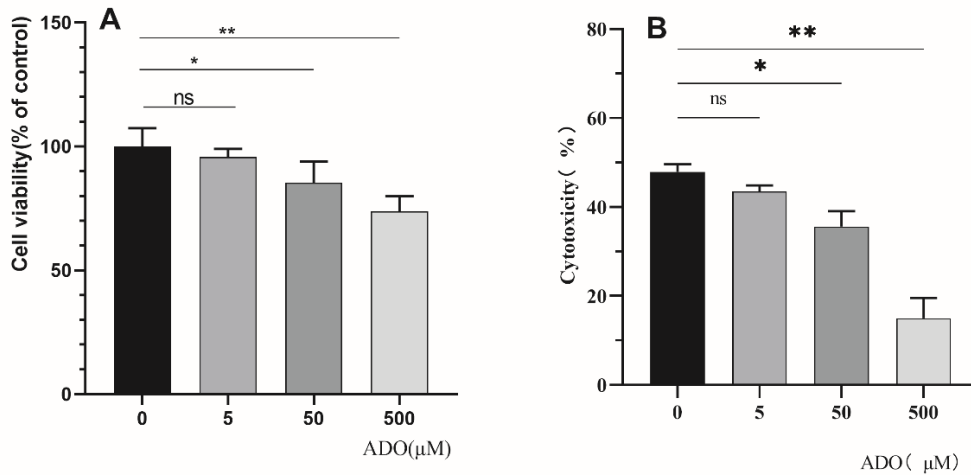 A
Cell viability(% of control)
150
100
50
0
**
*
ns
0 5 50 500
ADO(μM)
B
Cytotoxicity( %)
80
60
40
20
0
**
*
ns
0 5 50 500
ADO( μM)